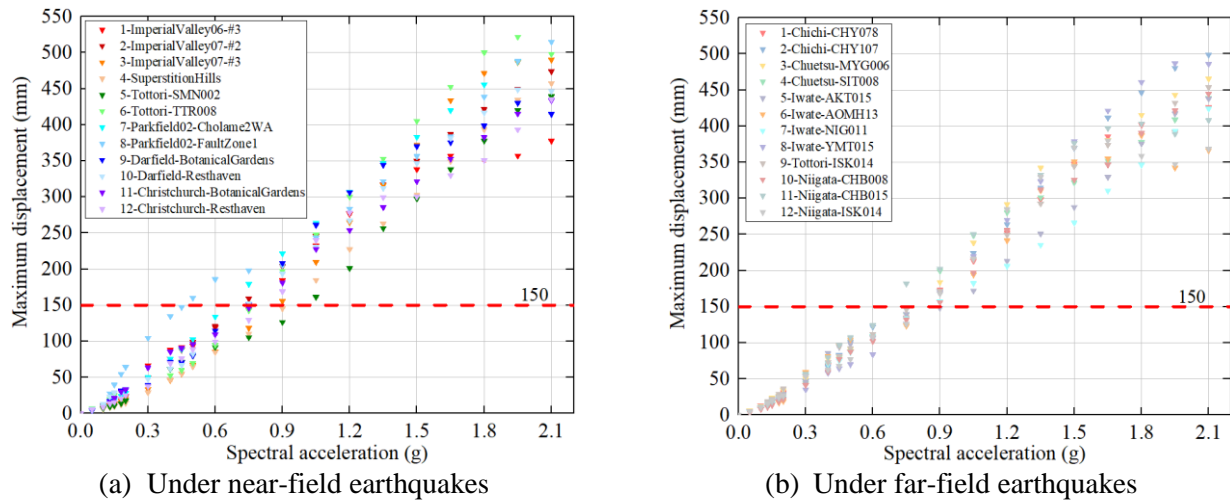 Maximum displacement (mm)
550
500
450
400
350
300
250
200
150
100
50
0
1-ImperialValley06-#3
2-ImperialValley07-#2
3-ImperialValley07-#3
4-SuperstitionHills
5-Tottori-SMN002
6-Tottori-TTR008
7-Parkfield02-Cholame2WA
8-Parkfield02-FaultZone1
9-Darfield-BotanicalGardens
10-Darfield-Resthaven
11-Christchurch-BotanicalGardens
12-Christchurch-Resthaven
150
0.0 0.3 0.6 0.9 1.2 1.5 1.8 2.1
Spectral acceleration (g)
(a) Under near-field earthquakes
Maximum displacement (mm)
550
500
450
400
350
300
250
200
150
100
50
0
1-Chichi-CHY078
2-Chichi-CHY107
3-Chuetsu-MYG006
4-Chuetsu-SIT008
5-Iwate-AKT015
6-Iwate-AOMH13
7-Iwate-NIG011
8-Iwate-YMT015
9-Tottori-ISK014
10-Niigata-CHB008
11-Niigata-CHB015
12-Niigata-ISK014
150
0.0 0.3 0.6 0.9 1.2 1.5 1.8 2.1
Spectral acceleration (g)
(b) Under far-field earthquakes